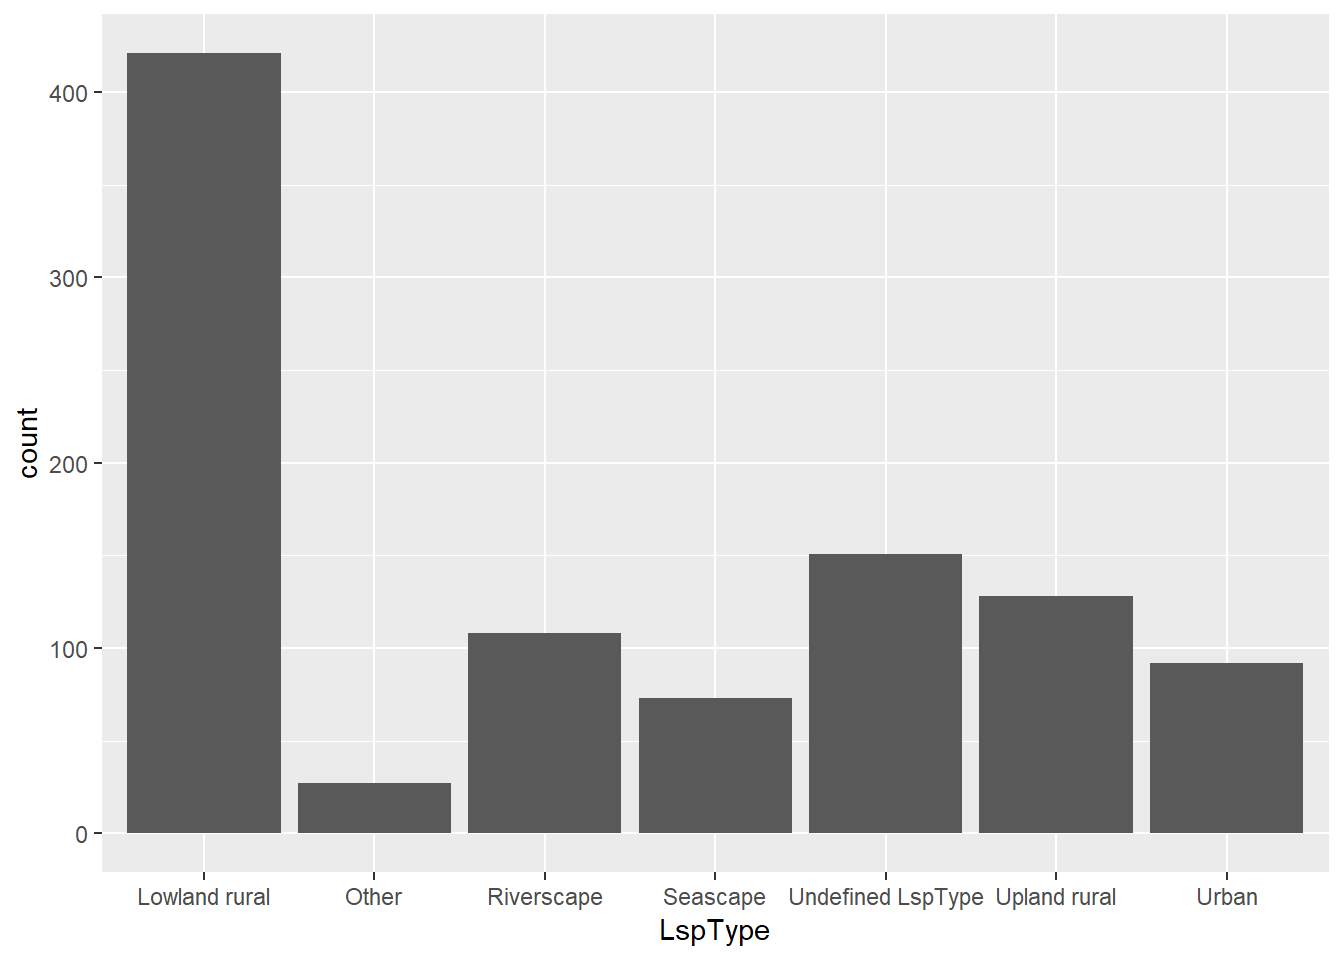 400
300
200
100
0
count
Lowland rural
Other
Riverscape
Seascape
Undefined LspType
Upland rural
Urban
LspType